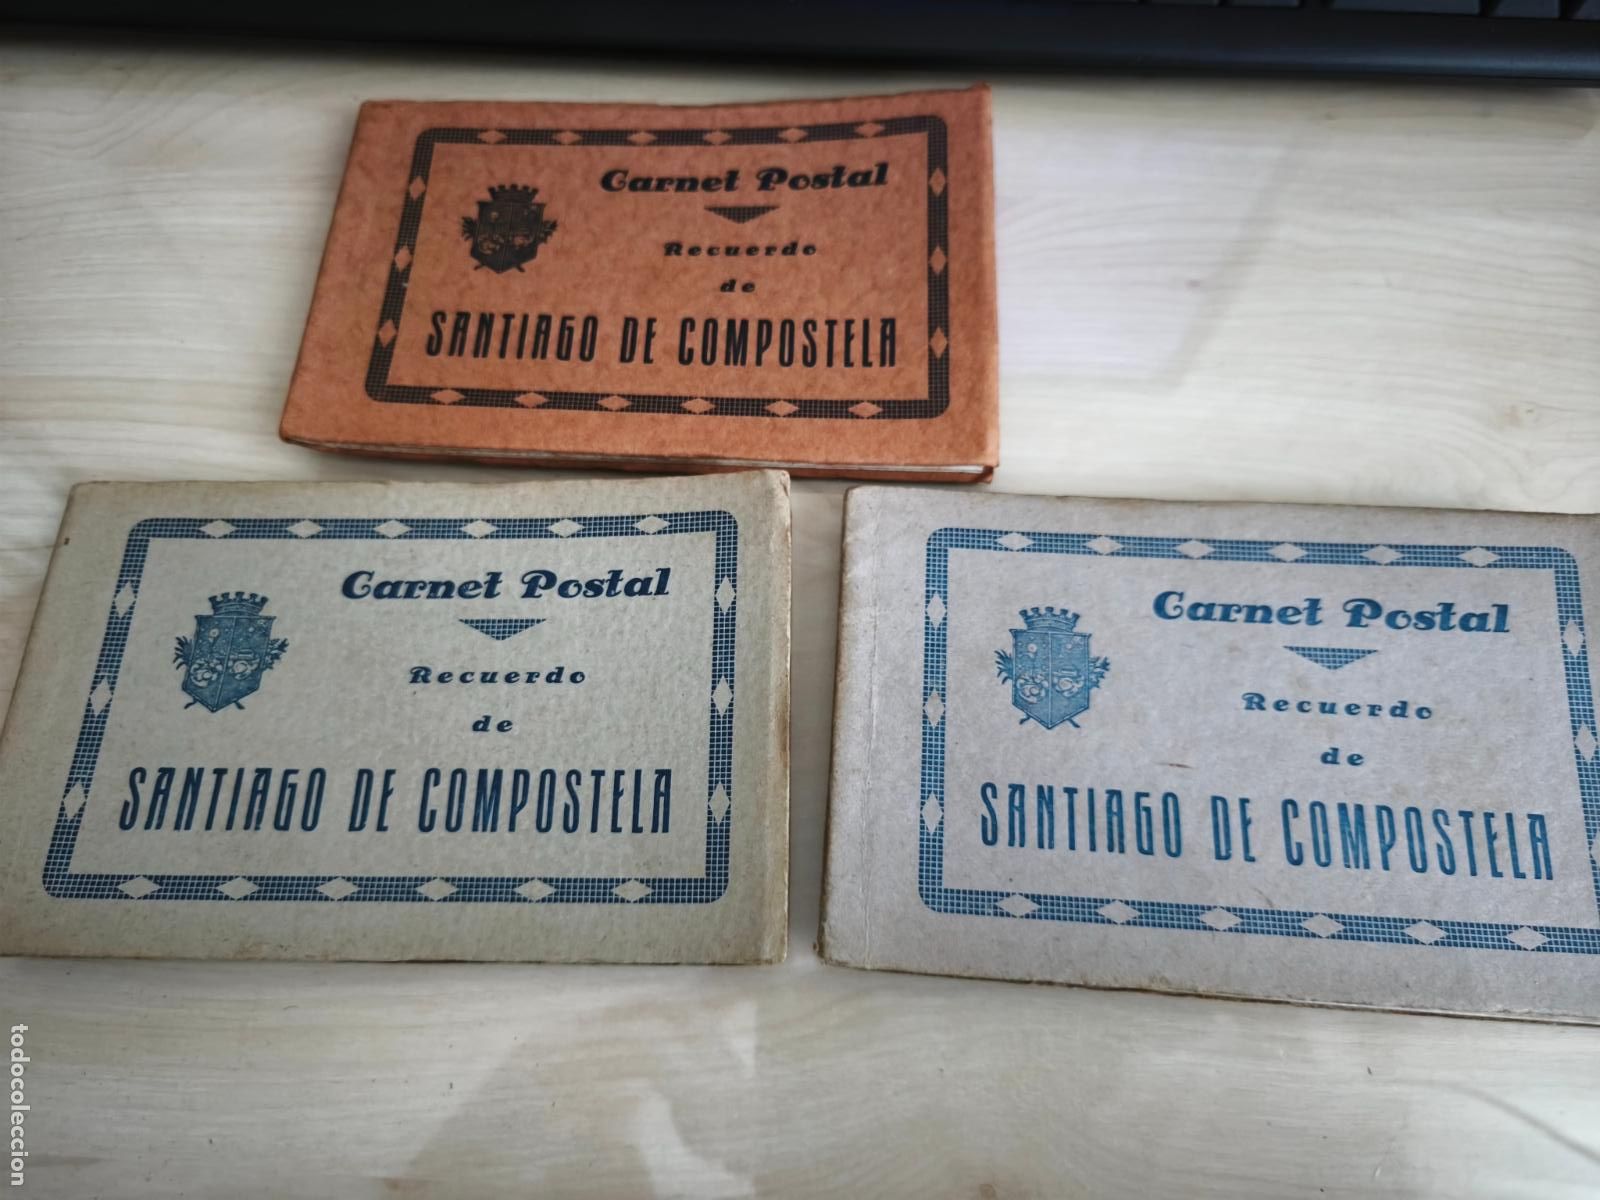 Carnet Postal
Recuerdo
de
SANTIAGO DE COMPOSTELA
Carnet Postal
Recuerdo
de
SANTIAGO DE COMPOSTELA
Carnet Postal
Recuerdo
de
SANTIAGO DE COMPOSTELA
todocoleccion